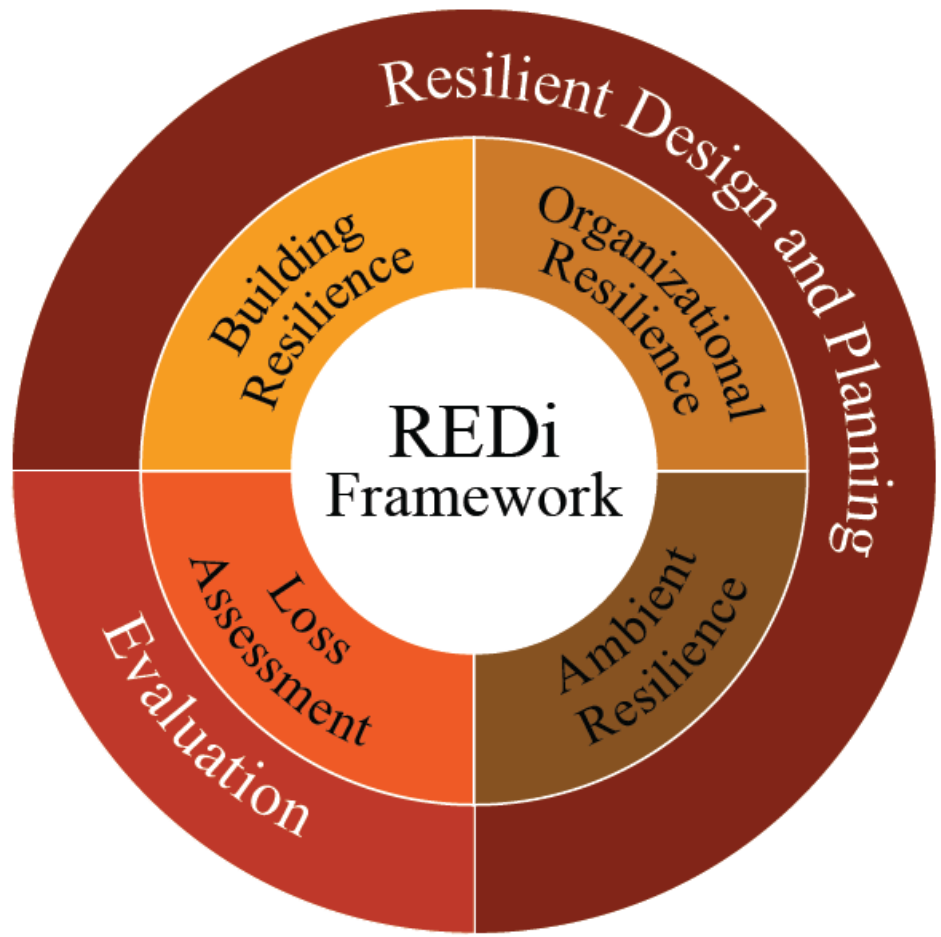 Resilient Design and Planning
Building
Resilience
Organizational
Resilience
REDi
Framework
Loss
Assessment
Ambient
Resilience
Evaluation